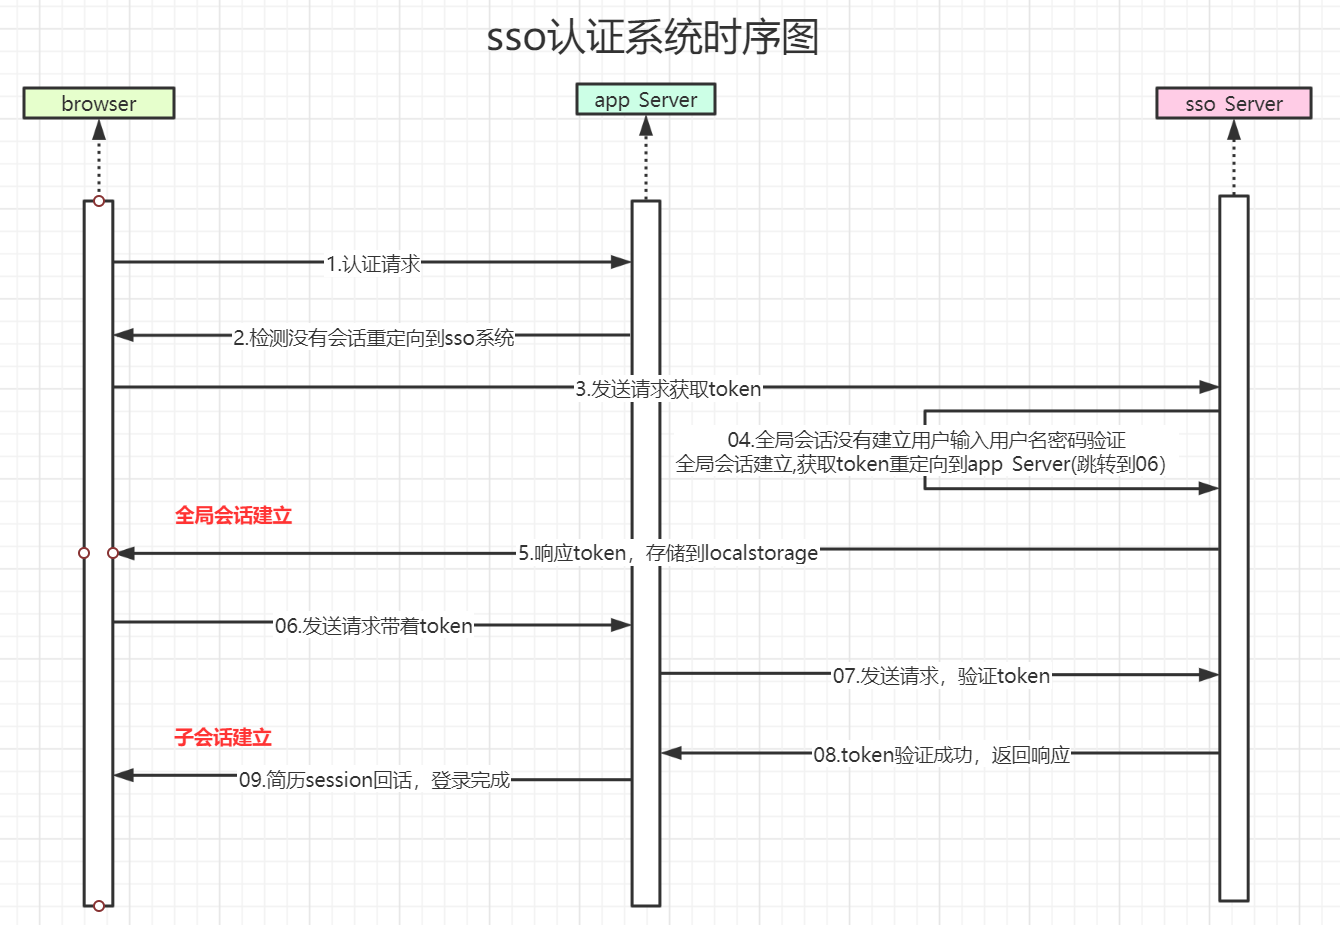 sso认证系统时序图
browser
app Server
sso Server
1.认证请求
2.检测没有会话重定向到sso系统
3.发送请求获取token
04.全局会话没有建立用户输入用户名密码验证
全局会话建立,获取token重定向到app Server(跳转到06)
全局会话建立
5.响应token，存储到localstorage
06.发送请求带着token
07.发送请求，验证token
子会话建立
08.token验证成功，返回响应
09.简历session回话，登录完成